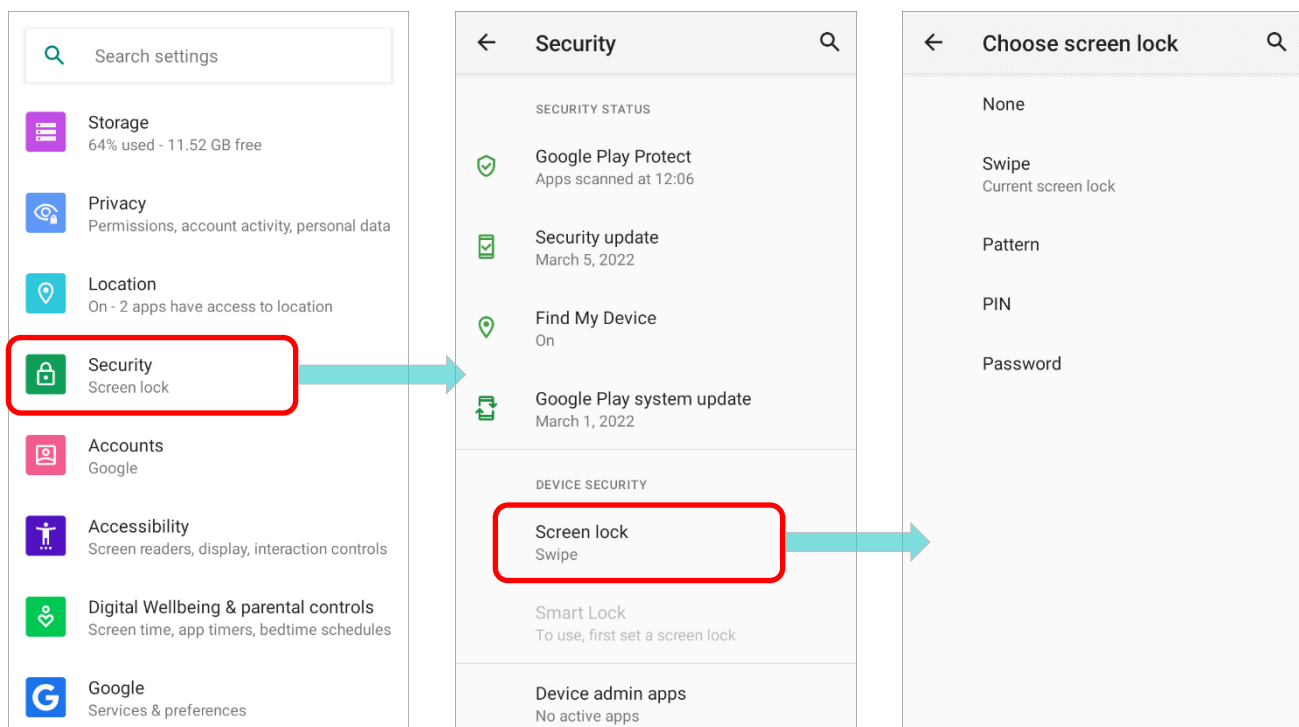 Search settings
Storage
64% used - 11.52 GB free
Privacy
Permissions, account activity, personal data
Location
On - 2 apps have access to location
Security
Screen lock
Accounts
Google
Accessibility
Screen readers, display, interaction controls
Digital Wellbeing & parental controls
Screen time, app timers, bedtime schedules
Google
Services & preferences
Security
SECURITY STATUS
Google Play Protect
Apps scanned at 12:06
Security update
March 5, 2022
Find My Device
On
Google Play system update
March 1, 2022
DEVICE SECURITY
Screen lock
Swipe
Smart Lock
To use, first set a screen lock
Device admin apps
No active apps
Choose screen lock
None
Swipe
Current screen lock
Pattern
PIN
Password